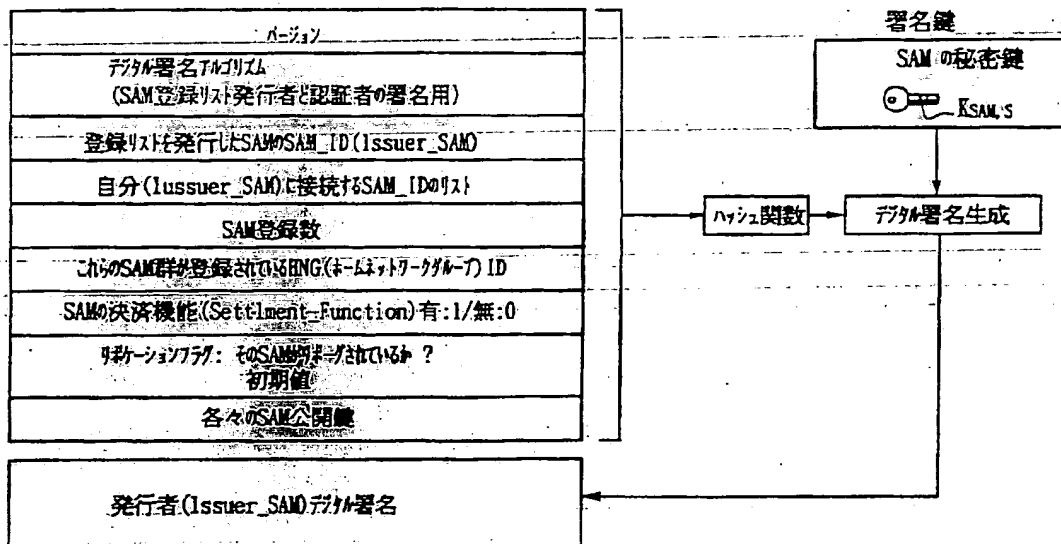 バージョン
デジタル署名アルゴリズム
(SAM登録リスト発行者と認証者の署名用)
登録リストを発行したSAMのSAM_ID(Issuer_SAM)
自分(Iussuer_SAM)に接続するSAM_IDのリスト
SAM登録数
これらのSAM群が登録されているHNG(ホームネットワークグループ)ID
SAMの決済機能(Settlment_Function)有:1/無:0
リボケーションフラグ: そのSAMがリボークされているか ?
初期値
各々のSAM公開鍵
発行者(Issuer_SAM)デジタル署名
署名鍵
SAMの秘密鍵
KSAM,S
ハッシュ関数
デジタル署名生成